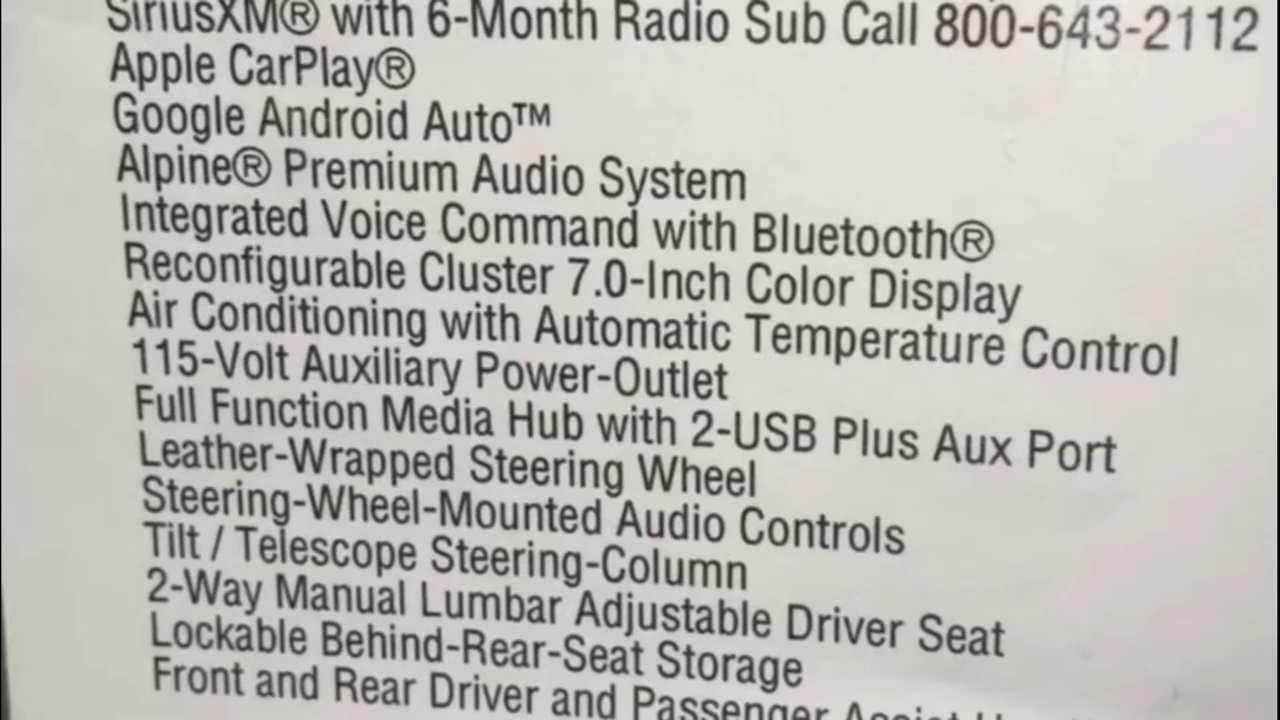 SiriusXM® with 6-Month Radio Sub Call 800-643-2112
Apple CarPlay®
Google Android Auto™
Alpine® Premium Audio System
Integrated Voice Command with Bluetooth®
Reconfigurable Cluster 7.0-Inch Color Display
Air Conditioning with Automatic Temperature Control
115-Volt Auxiliary Power-Outlet
Full Function Media Hub with 2-USB Plus Aux Port
Leather-Wrapped Steering Wheel
Steering-Wheel-Mounted Audio Controls
Tilt / Telescope Steering-Column
2-Way Manual Lumbar Adjustable Driver Seat
Lockable Behind-Rear-Seat Storage
Front and Rear Driver and Passenger Assist